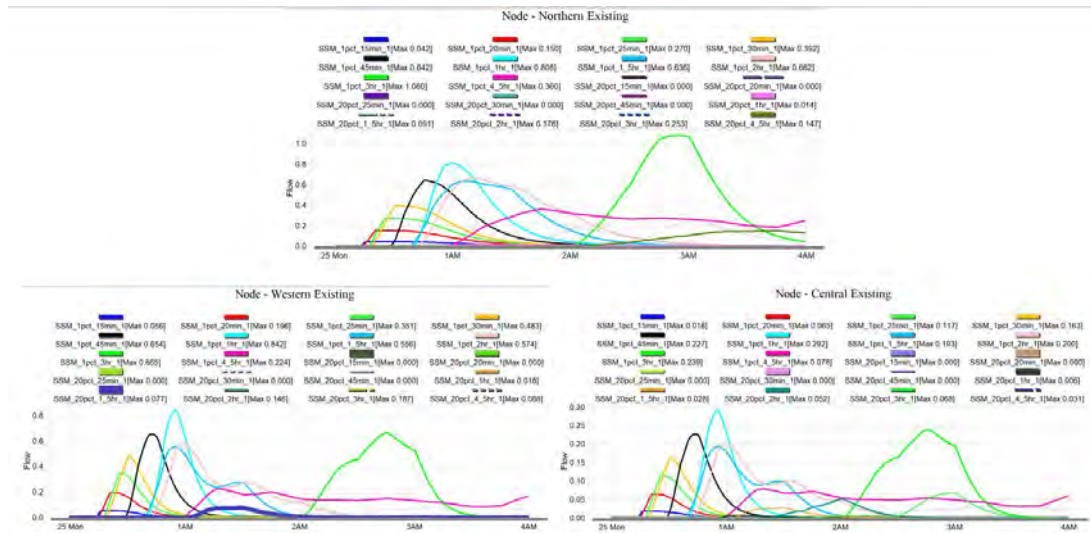 Node - Northern Existing
SSM_1pct_15min_1[Max 0.042] SSM_1pct_20min_1[Max 0.150] SSM_1pct_25min_1[Max 0.270] SSM_1pct_30min_1[Max 0.392]
SSM_1pct_45min_1[Max 0.642] SSM_1pct_1hr_1[Max 0.806] SSM_1pct_1_5hr_1[Max 0.636] SSM_1pct_2hr_1[Max 0.662]
SSM_1pct_3hr_1[Max 1.080] SSM_1pct_4_5hr_1[Max 0.360] SSM_20pct_15min_1[Max 0.000] SSM_20pct_20min_1[Max 0.000]
SSM_20pct_25min_1[Max 0.000] SSM_20pct_30min_1[Max 0.000] SSM_20pct_45min_1[Max 0.000] SSM_20pct_1hr_1[Max 0.014]
SSM_20pct_1_5hr_1[Max 0.091] SSM_20pct_2hr_1[Max 0.176] SSM_20pct_3hr_1[Max 0.253] SSM_20pct_4_5hr_1[Max 0.147]
1.0
0.8
0.6
0.4
0.2
0.0
Flow
25 Mon 1AM 2AM 3AM 4AM
Node - Western Existing
SSM_1pct_15min_1[Max 0.056] SSM_1pct_20min_1[Max 0.196] SSM_1pct_25min_1[Max 0.351] SSM_1pct_30min_1[Max 0.483]
SSM_1pct_45min_1[Max 0.654] SSM_1pct_1hr_1[Max 0.842] SSM_1pct_1_5hr_1[Max 0.556] SSM_1pct_2hr_1[Max 0.574]
SSM_1pct_3hr_1[Max 0.665] SSM_1pct_4_5hr_1[Max 0.224] SSM_20pct_15min_1[Max 0.000] SSM_20pct_20min_1[Max 0.000]
SSM_20pct_25min_1[Max 0.000] SSM_20pct_30min_1[Max 0.000] SSM_20pct_45min_1[Max 0.000] SSM_20pct_1hr_1[Max 0.018]
SSM_20pct_1_5hr_1[Max 0.077] SSM_20pct_2hr_1[Max 0.146] SSM_20pct_3hr_1[Max 0.187] SSM_20pct_4_5hr_1[Max
0.8
0.6
0.4
0.2
0.0
Flow
25 Mon 1AM 2AM 3AM 4AM
Node - Central Existing
SSM_1pct_15min_1[Max 0.018] SSM_1pct_20min_1[Max 0.065] SSM_1pct_25min_1[Max 0.117] SSM_1pct_30min_1[Max 0.163]
SSM_1pct_45min_1[Max 0.227] SSM_1pct_1hr_1[Max 0.292] SSM_1pct_1_5hr_1[Max 0.193] SSM_1pct_2hr_1[Max 0.200]
SSM_1pct_3hr_1[Max 0.239] SSM_1pct_4_5hr_1[Max 0.078] SSM_20pct_15min_1[Max 0.000] SSM_20pct_20min_1[Max 0.000]
SSM_20pct_25min_1[Max 0.000] SSM_20pct_30min_1[Max 0.000] SSM_20pct_45min_1[Max 0.000] SSM_20pct_1hr_1[Max 0.006]
SSM_20pct_1_5hr_1[Max 0.028] SSM_20pct_2hr_1[Max 0.052] SSM_20pct_3hr_1[Max 0.068] SSM_20pct_4_5hr_1[Max 0.031]
0.30
0.25
0.20
0.15
0.10
0.05
0.00
Flow
25 Mon 1AM 2AM 3AM 4AM